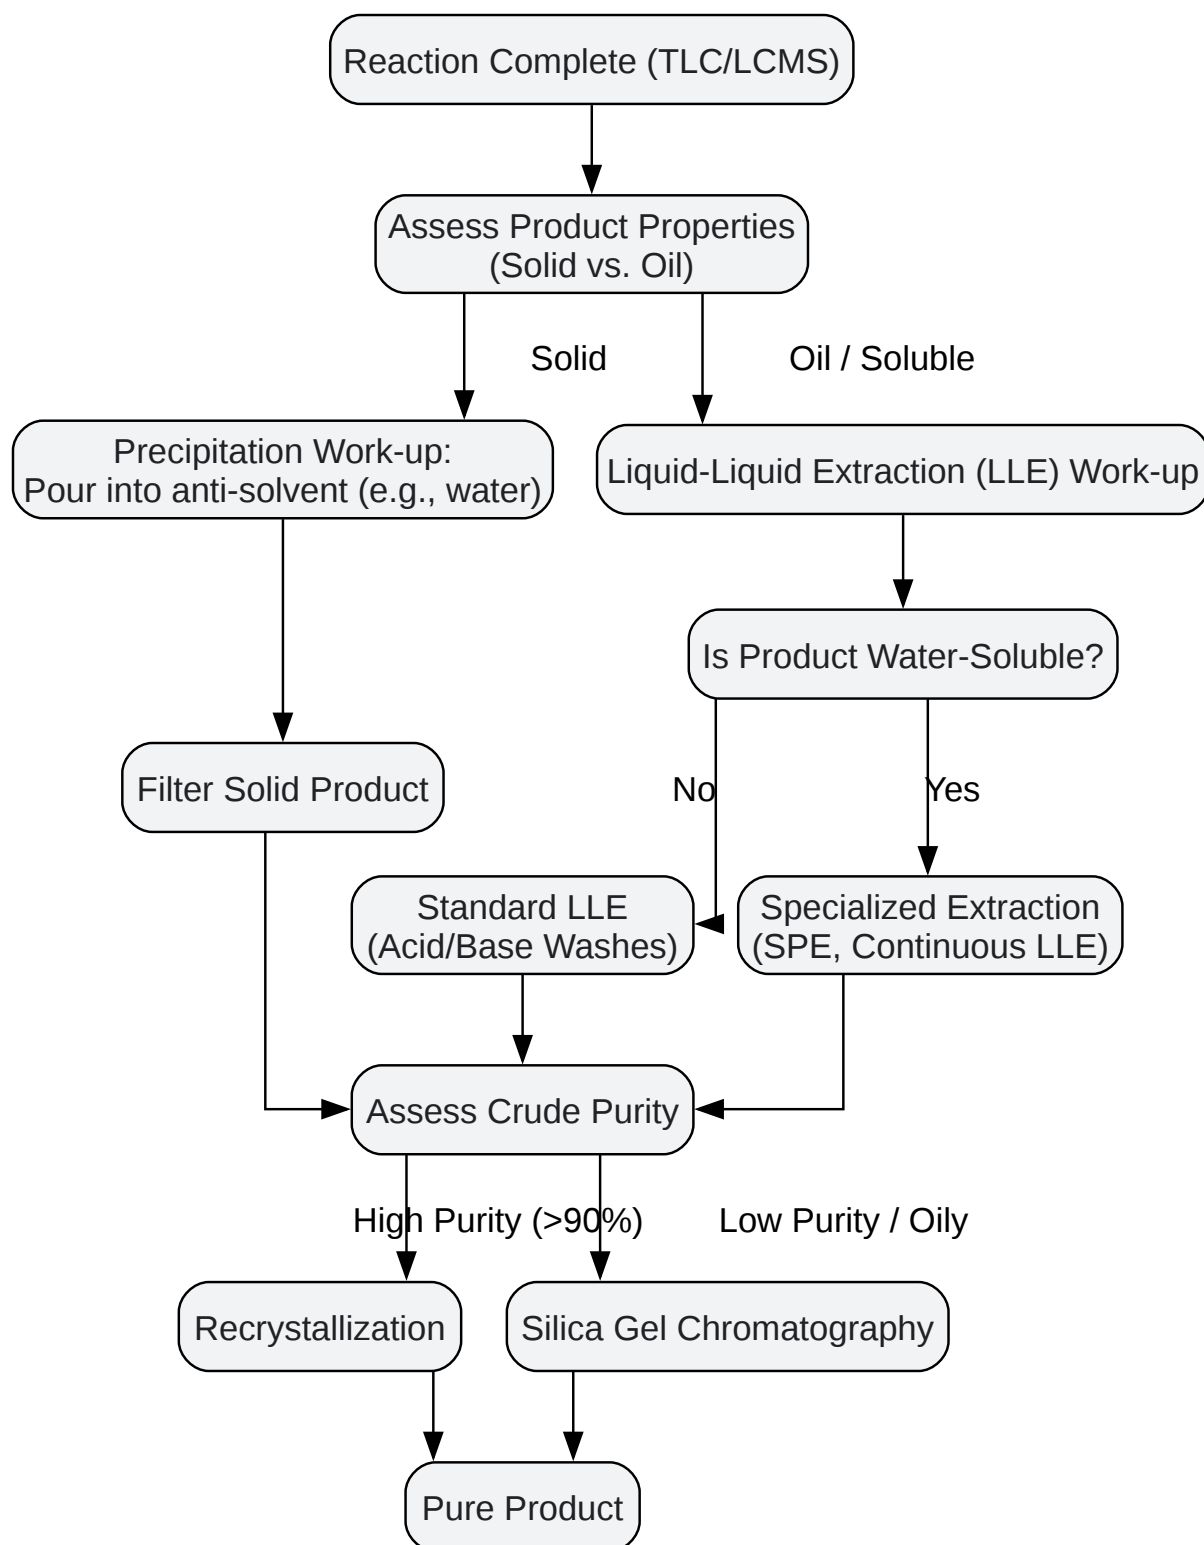 Reaction Complete (TLC/LCMS)
Assess Product Properties
(Solid vs. Oil)
Solid
Oil / Soluble
Precipitation Work-up:
Pour into anti-solvent (e.g., water)
Liquid-Liquid Extraction (LLE) Work-up
Is Product Water-Soluble?
Filter Solid Product
No
Yes
Standard LLE
(Acid/Base Washes)
Specialized Extraction
(SPE, Continuous LLE)
Assess Crude Purity
High Purity (>90%)
Low Purity / Oily
Recrystallization
Silica Gel Chromatography
Pure Product